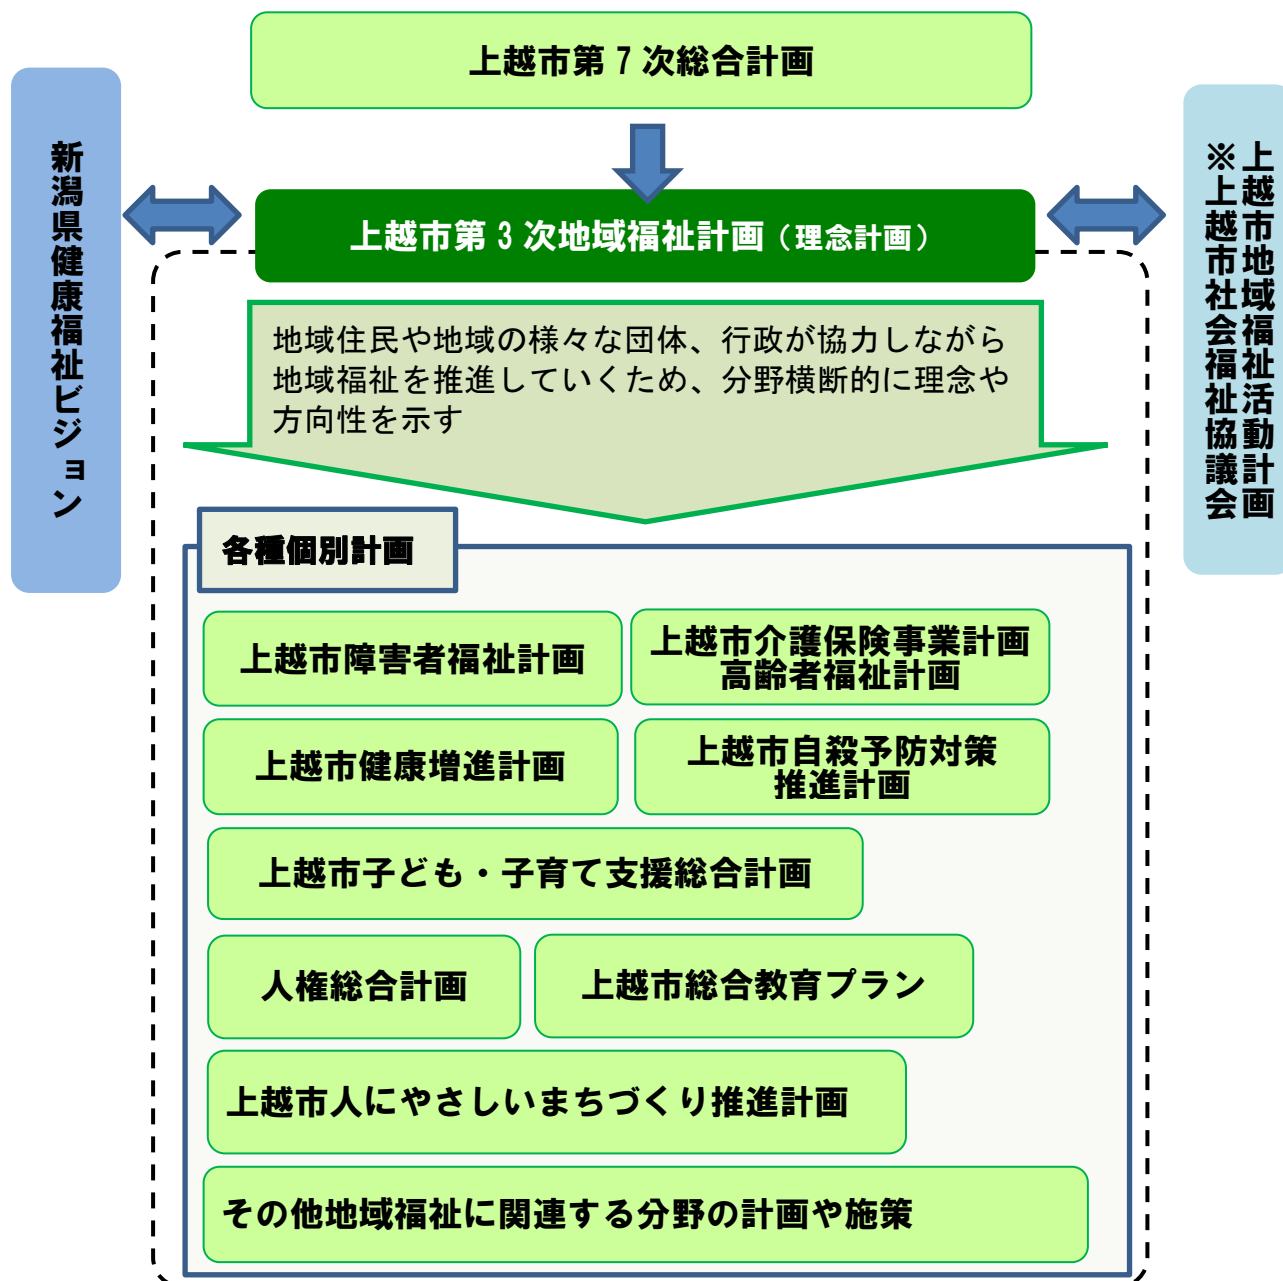 上越市第７次総合計画
新潟県健康福祉ビジョン
上越市第３次地域福祉計画（理念計画）
上越市地域福祉活動計画
※上越市社会福祉協議会
地域住民や地域の様々な団体、行政が協力しながら
地域福祉を推進していくため、分野横断的に理念や
方向性を示す
各種個別計画
上越市障害者福祉計画
上越市介護保険事業計画
高齢者福祉計画
上越市健康増進計画
上越市自殺予防対策
推進計画
上越市子ども・子育て支援総合計画
人権総合計画
上越市総合教育プラン
上越市人にやさしいまちづくり推進計画
その他地域福祉に関連する分野の計画や施策